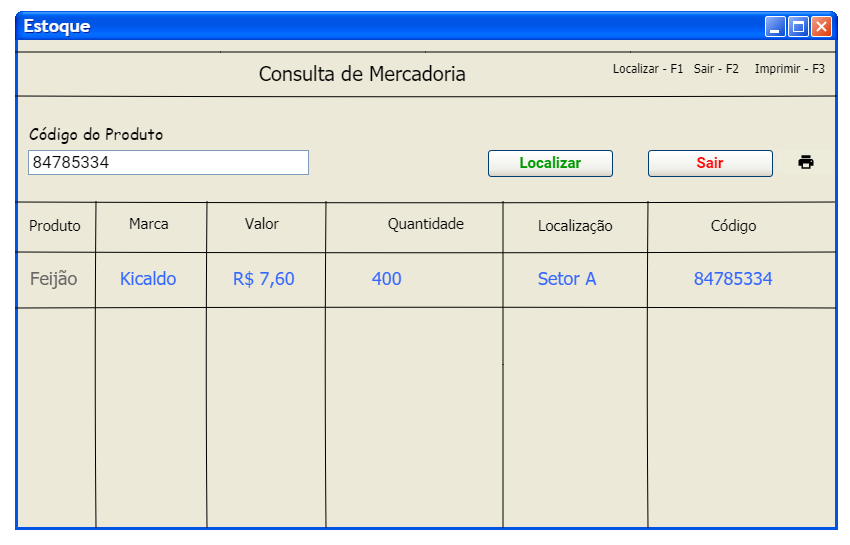 Estoque
Consulta de Mercadoria
Localizar - F1 Sair - F2 Imprimir - F3
Código do Produto
84785334
Localizar
Sair
Produto Marca Valor Quantidade Localização Código
Feijão Kicaldo R$ 7,60 400 Setor A 84785334